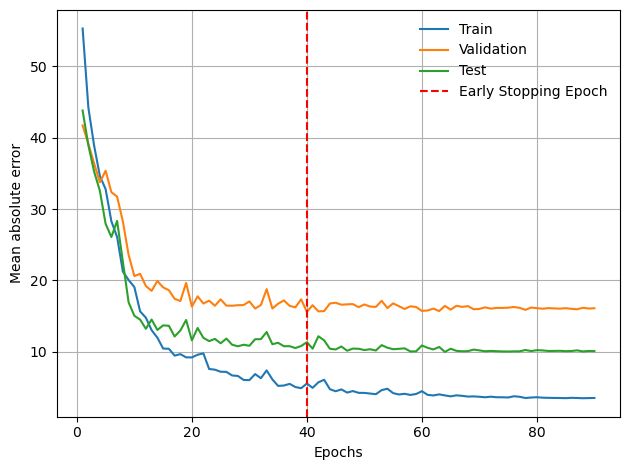 Train
Validation
Test
Early Stopping Epoch
50
40
30
20
10
Mean absolute error
0
20
40
60
80
Epochs